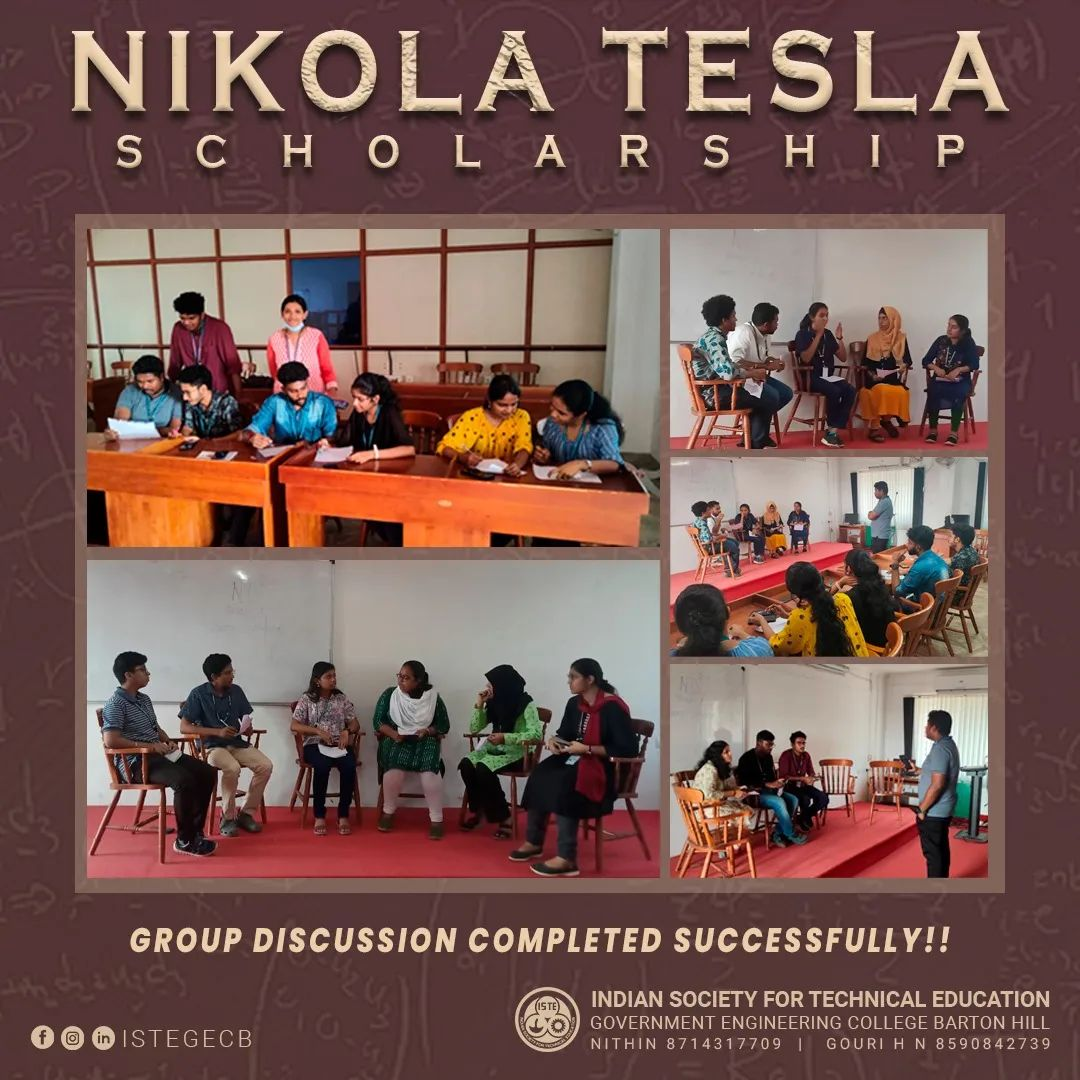 NIKOLA TESLA
SCHOLARSHIP
GROUP DISCUSSION COMPLETED SUCCESSFULLY!!
ISTE
INDIAN SOCIETY FOR TECHNICAL EDUCATION
GOVERNMENT ENGINEERING COLLEGE BARTON HILL
NITHIN 8714317709 | GOURI H N 8590842739
ISTEGECB